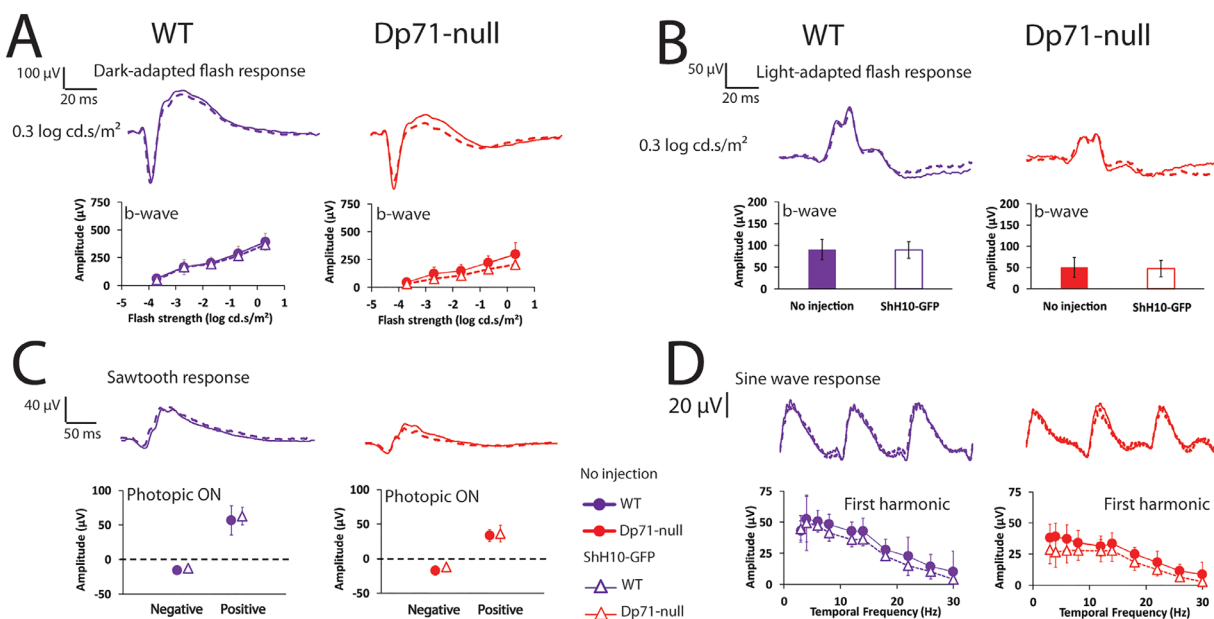 A
WT
Dp71-null
100 µV
20 ms
Dark-adapted flash response
0.3 log cd.s/m²
b-wave
Amplitude (µV)
750
500
250
0
-5 -4 -3 -2 -1 0 1
Flash strength (log cd.s/m²)
b-wave
Amplitude (µV)
750
500
250
0
-5 -4 -3 -2 -1 0 1
Flash strength (log cd.s/m²)
B
WT
Dp71-null
50 µV
20 ms
Light-adapted flash response
0.3 log cd.s/m²
b-wave
Amplitude (µV)
200
150
100
50
0
No injection ShH10-GFP
b-wave
Amplitude (µV)
200
150
100
50
0
No injection ShH10-GFP
C
Sawtooth response
40 µV
50 ms
Photopic ON
Amplitude (µV)
100
50
0
-50
Negative Positive
Photopic ON
Amplitude (µV)
100
50
0
-50
Negative Positive
No injection
WT
Dp71-null
ShH10-GFP
WT
Dp71-null
D
Sine wave response
20 µV
First harmonic
Amplitude (µV)
75
50
25
0
0 10 20 30
Temporal Frequency (Hz)
First harmonic
Amplitude (µV)
75
50
25
0
0 10 20 30
Temporal Frequency (Hz)